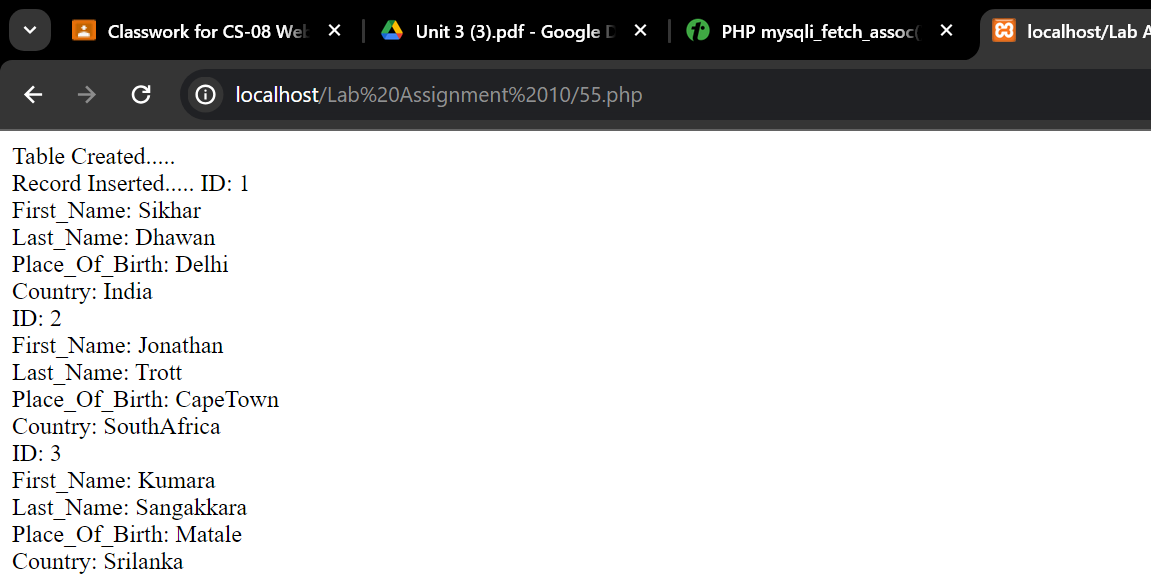 Classwork for CS-08 Web
Unit 3 (3).pdf - Google D
PHP mysqli_fetch_assoc(
localhost/Lab A
localhost/Lab%20Assignment%2010/55.php
Table Created.....
Record Inserted..... ID: 1
First_Name: Sikhar
Last_Name: Dhawan
Place_Of_Birth: Delhi
Country: India
ID: 2
First_Name: Jonathan
Last_Name: Trott
Place_Of_Birth: CapeTown
Country: SouthAfrica
ID: 3
First_Name: Kumara
Last_Name: Sangakkara
Place_Of_Birth: Matale
Country: Srilanka